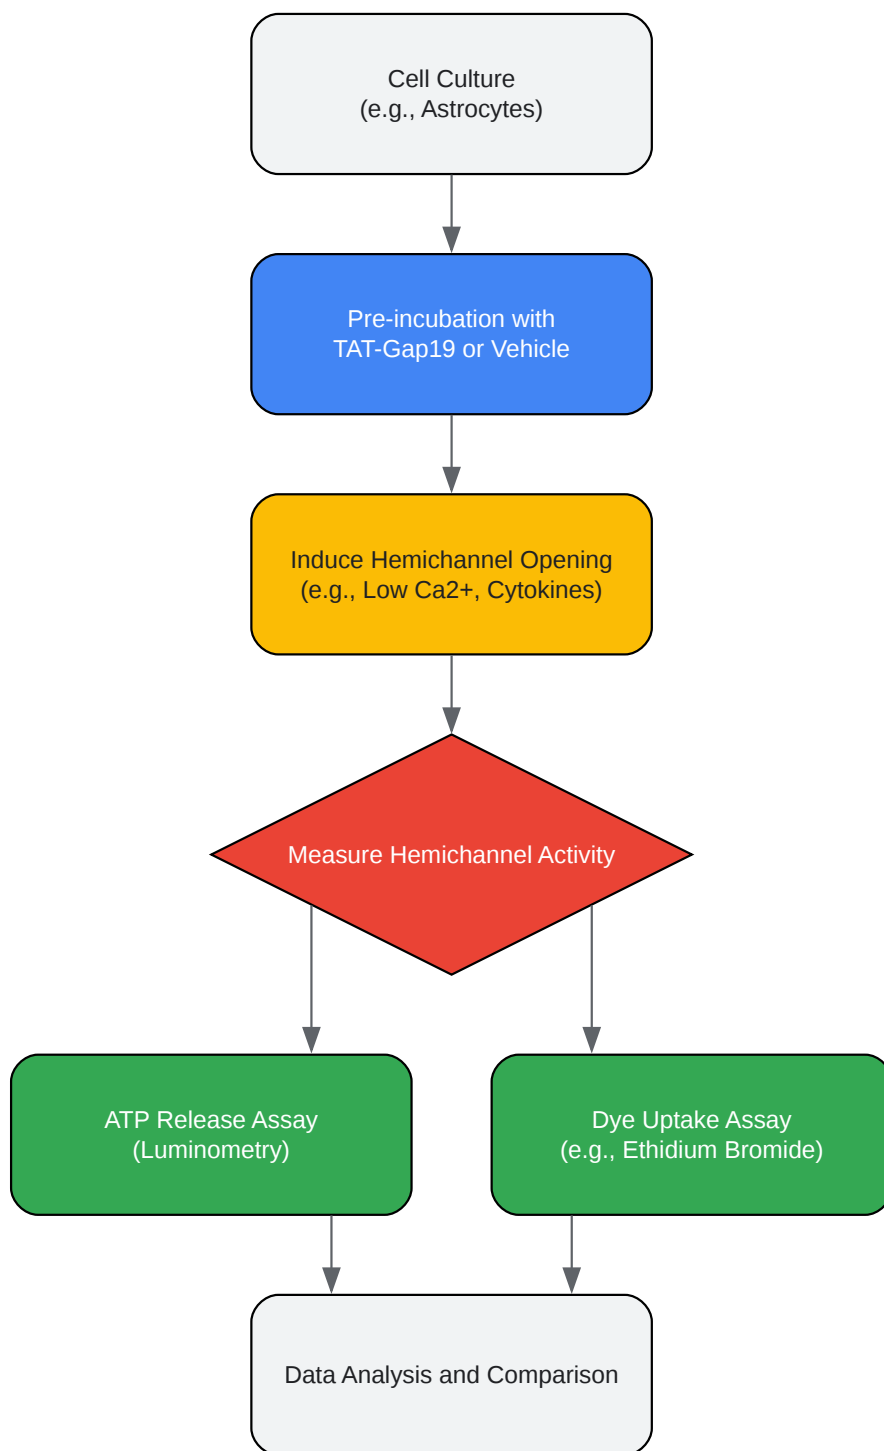 Cell Culture
(e.g., Astrocytes)
Pre-incubation with
TAT-Gap19 or Vehicle
Induce Hemichannel Opening
(e.g., Low Ca2+, Cytokines)
Measure Hemichannel Activity
ATP Release Assay
(Luminometry)
Dye Uptake Assay
(e.g., Ethidium Bromide)
Data Analysis and Comparison